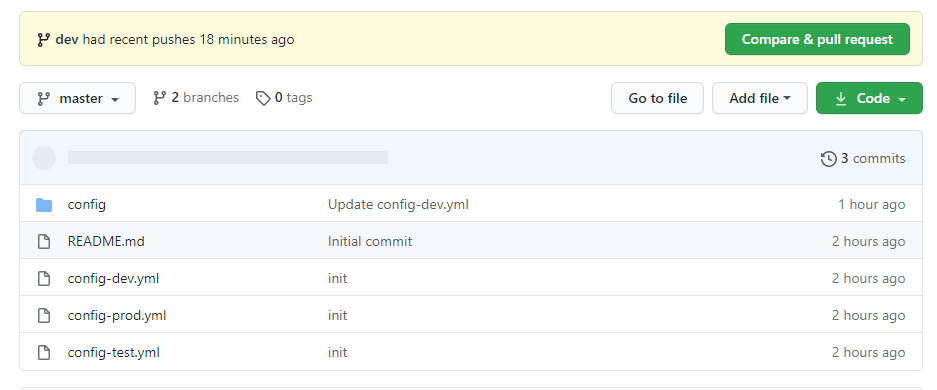 dev had recent pushes 18 minutes ago Compare & pull request
master 2 branches 0 tags Go to file Add file Code
3 commits
config Update config-dev.yml 1 hour ago
README.md Initial commit 2 hours ago
config-dev.yml init 2 hours ago
config-prod.yml init 2 hours ago
config-test.yml init 2 hours ago